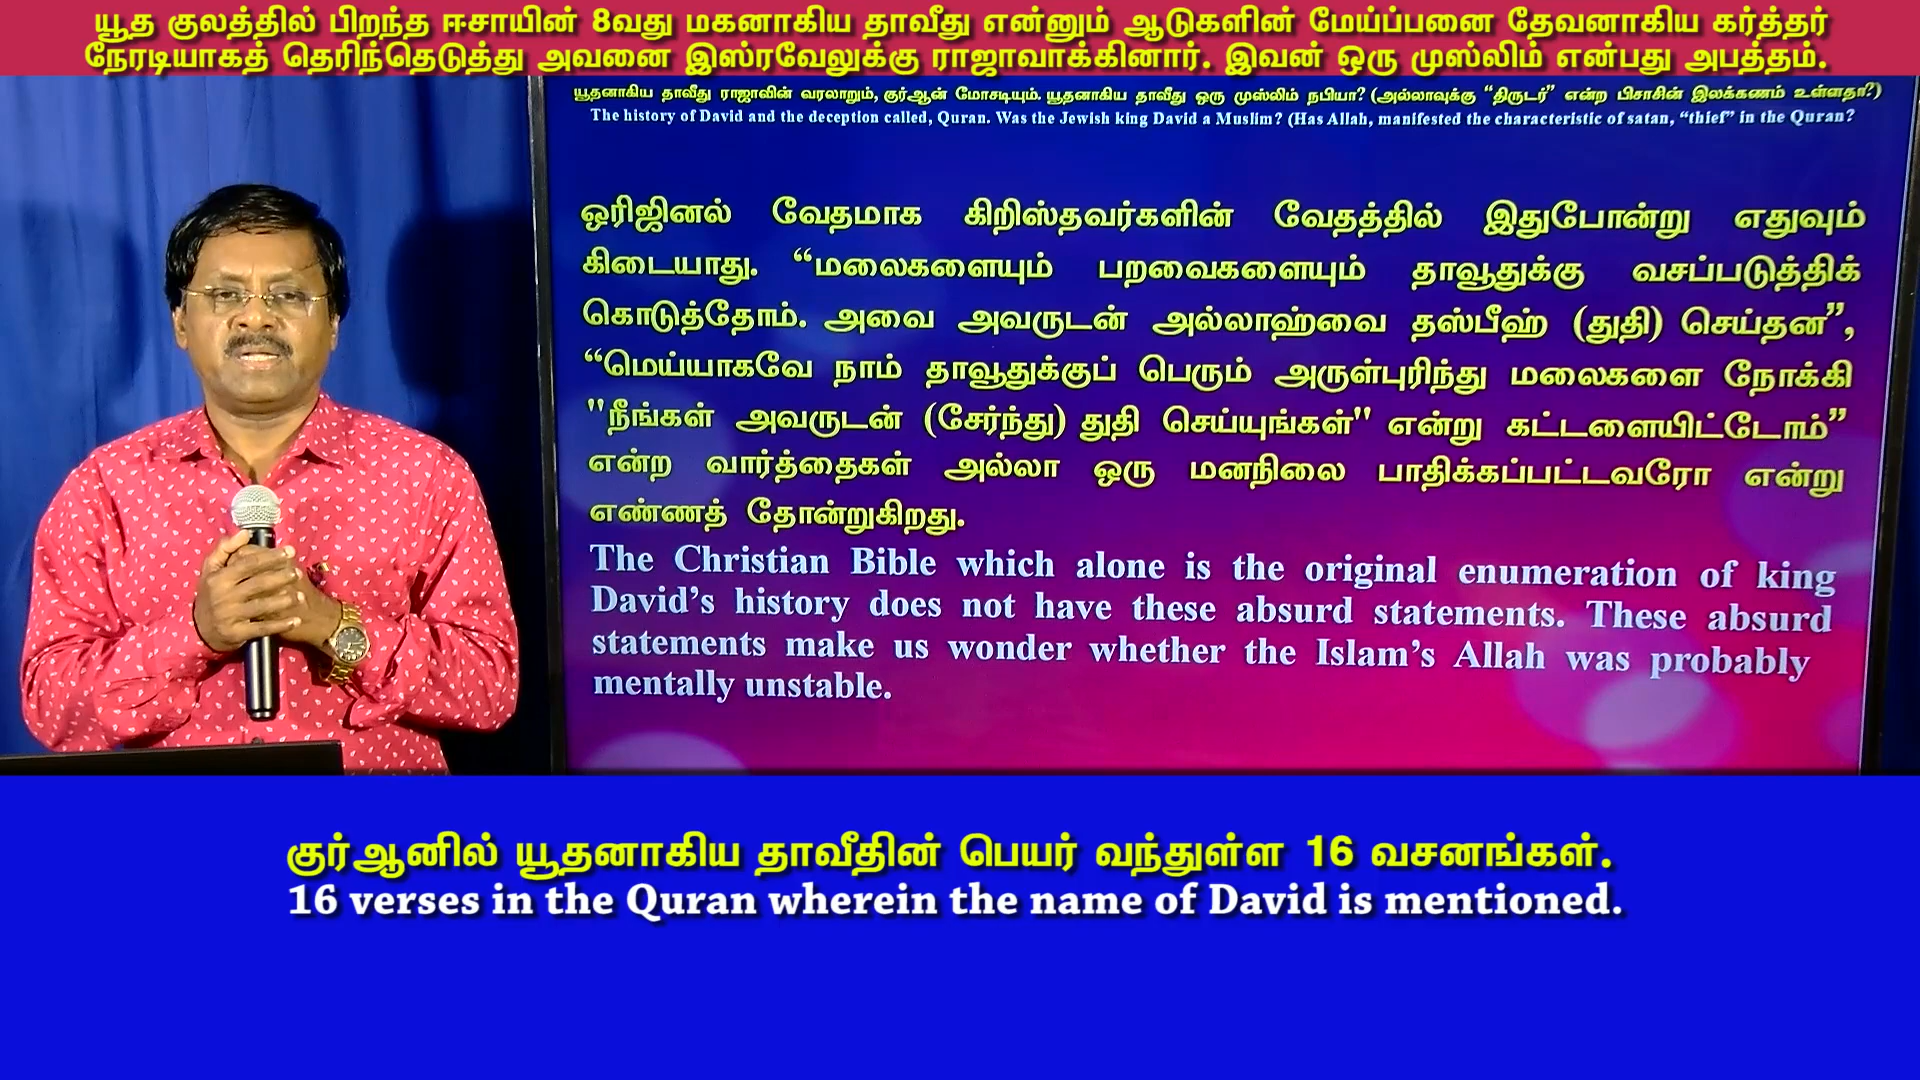 யூத குலத்தில் பிறந்த ஈசாயின் 8வது மகனாகிய தாவீது என்னும் ஆடுகளின் மேய்ப்பனை தேவனாகிய கர்த்தர்
நேரடியாகத் தெரிந்தெடுத்து அவனை இஸ்ரவேலுக்கு ராஜாவாக்கினார். இவன் ஒரு முஸ்லிம் என்பது அபத்தம்.
யூதனாகிய தாவீது ராஜாவின் வரலாறும், குர்ஆன் மோசடியும். யூதனாகிய தாவீது ஒரு முஸ்லிம் நபியா? (அல்லாவுக்கு “திருடர்” என்ற பிசாசின் இலக்கணம் உள்ளதா?)
The history of David and the deception called, Quran. Was the Jewish king David a Muslim? (Has Allah, manifested the characteristic of satan, “thief” in the Quran?
ஒரிஜினல் வேதமாக கிறிஸ்தவர்களின் வேதத்தில் இதுபோன்று எதுவும்
கிடையாது. “மலைகளையும் பறவைகளையும் தாவூதுக்கு வசப்படுத்திக்
கொடுத்தோம். அவை அவருடன் அல்லாஹ்வை தஸ்பீஹ் (துதி) செய்தன”,
“மெய்யாகவே நாம் தாவூதுக்குப் பெரும் அருள்புரிந்து மலைகளை நோக்கி
"நீங்கள் அவருடன் (சேர்ந்து) துதி செய்யுங்கள்" என்று கட்டளையிட்டோம்”
என்ற வார்த்தைகள் அல்லா ஒரு மனநிலை பாதிக்கப்பட்டவரோ என்று
எண்ணத் தோன்றுகிறது.
The Christian Bible which alone is the original enumeration of king
David’s history does not have these absurd statements. These absurd
statements make us wonder whether the Islam’s Allah was probably
mentally unstable.
குர்ஆனில் யூதனாகிய தாவீதின் பெயர் வந்துள்ள 16 வசனங்கள்.
16 verses in the Quran wherein the name of David is mentioned.